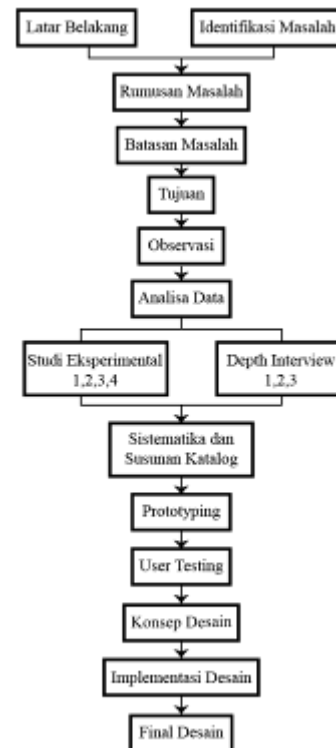 Latar Belakang
Identifikasi Masalah
Rumusan Masalah
Batasan Masalah
Tujuan
Observasi
Analisa Data
Studi Eksperimental
1,2,3,4
Depth Interview
1,2,3
Sistematika dan
Susunan Katalog
Prototyping
User Testing
Konsep Desain
Implementasi Desain
Final Desain